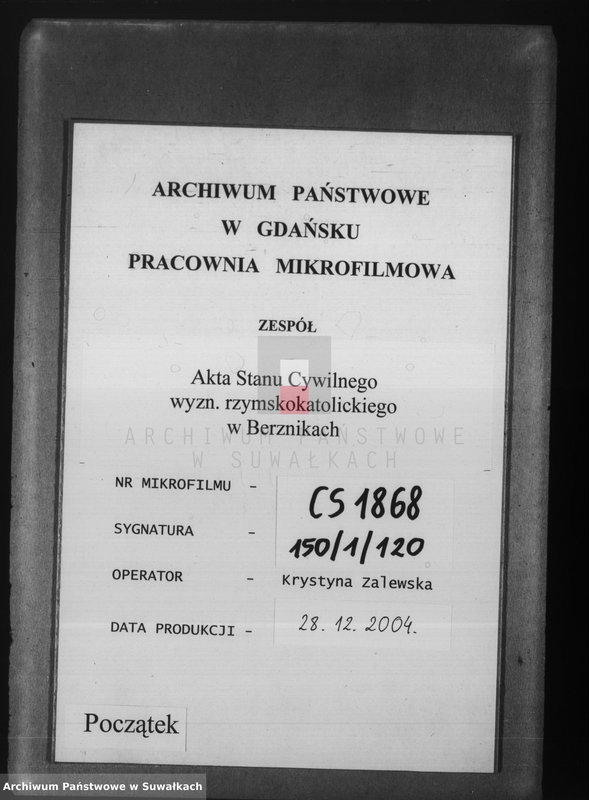 ARCHIWUM PAŃSTWOWE
W GDAŃSKU
PRACOWNIA MIKROFILMOWA
ZESPÓŁ
Akta Stanu Cywilnego
wyzn. rzymskokatolickiego
w Berznikach
ARCHIWUM PAŃSTWOWE
W SUWAŁKACH
NR MIKROFILMU – CS 1868
SYGNATURA – 150/1/120
OPERATOR – Krystyna Zalewska
DATA PRODUKCJI – 28. 12. 2004.
Początek
Archiwum Państwowe w Suwałkach